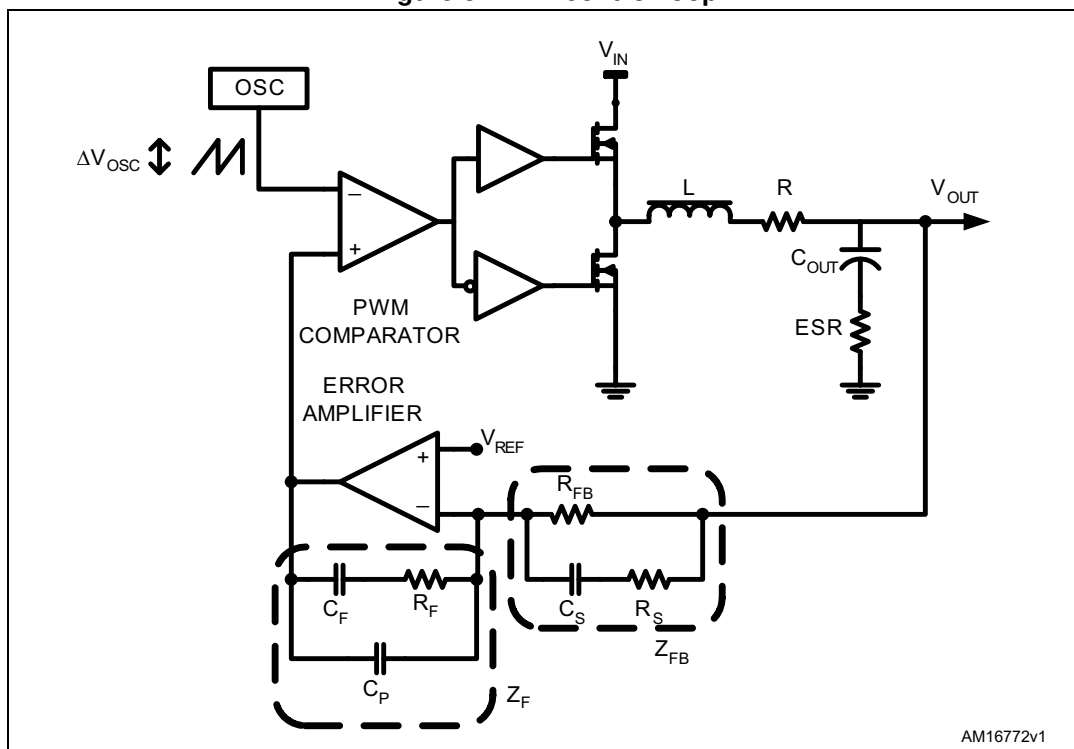 OSC
ΔV_OSC
V_IN
L
R
V_OUT
C_OUT
ESR
−
+
PWM
COMPARATOR
ERROR
AMPLIFIER
V_REF
+
−
R_FB
C_S
R_S
Z_FB
C_F
R_F
C_P
Z_F
AM16772v1